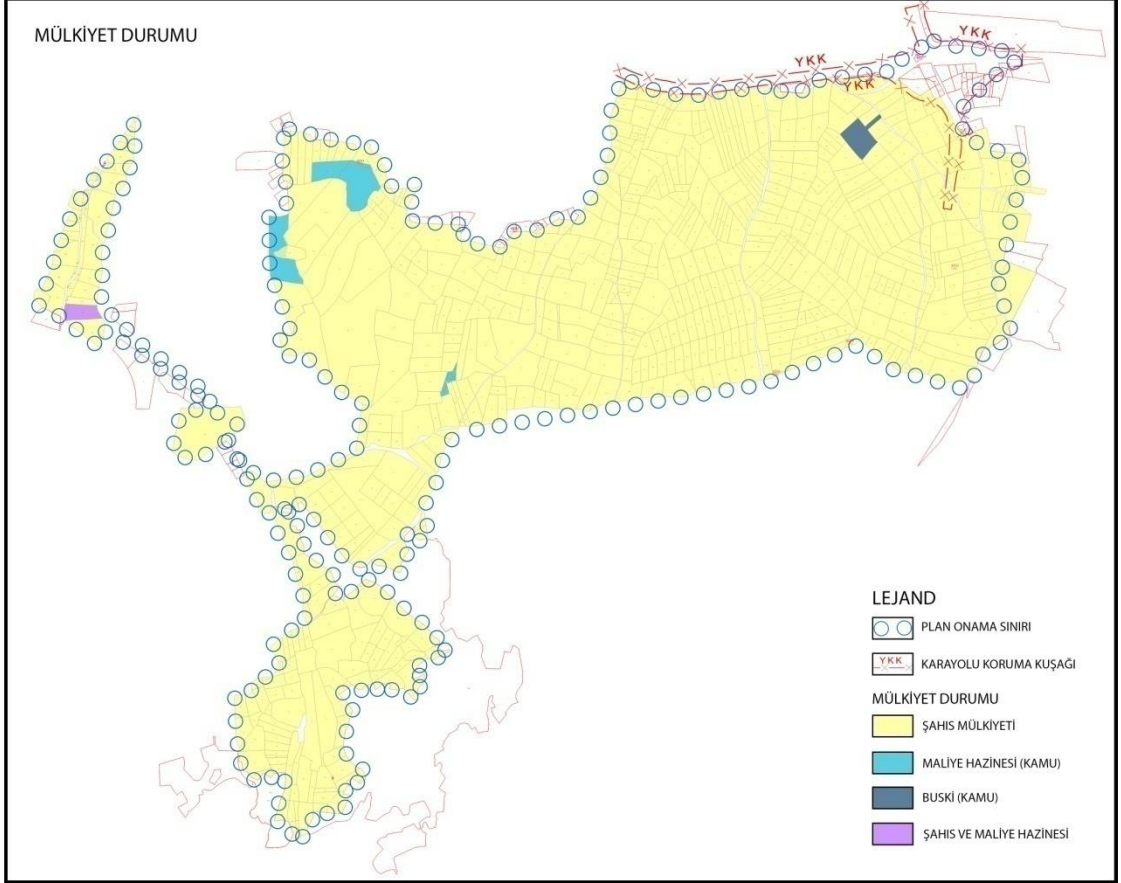 MÜLKİYET DURUMU
YKK
YKK
YKK
LEJAND
PLAN ONAMA SINIRI
YKK
KARAYOLU KORUMA KUŞAĞI
MÜLKİYET DURUMU
ŞAHIS MÜLKİYETİ
MALİYE HAZİNESİ (KAMU)
BUSKİ (KAMU)
ŞAHIS VE MALİYE HAZİNESİ